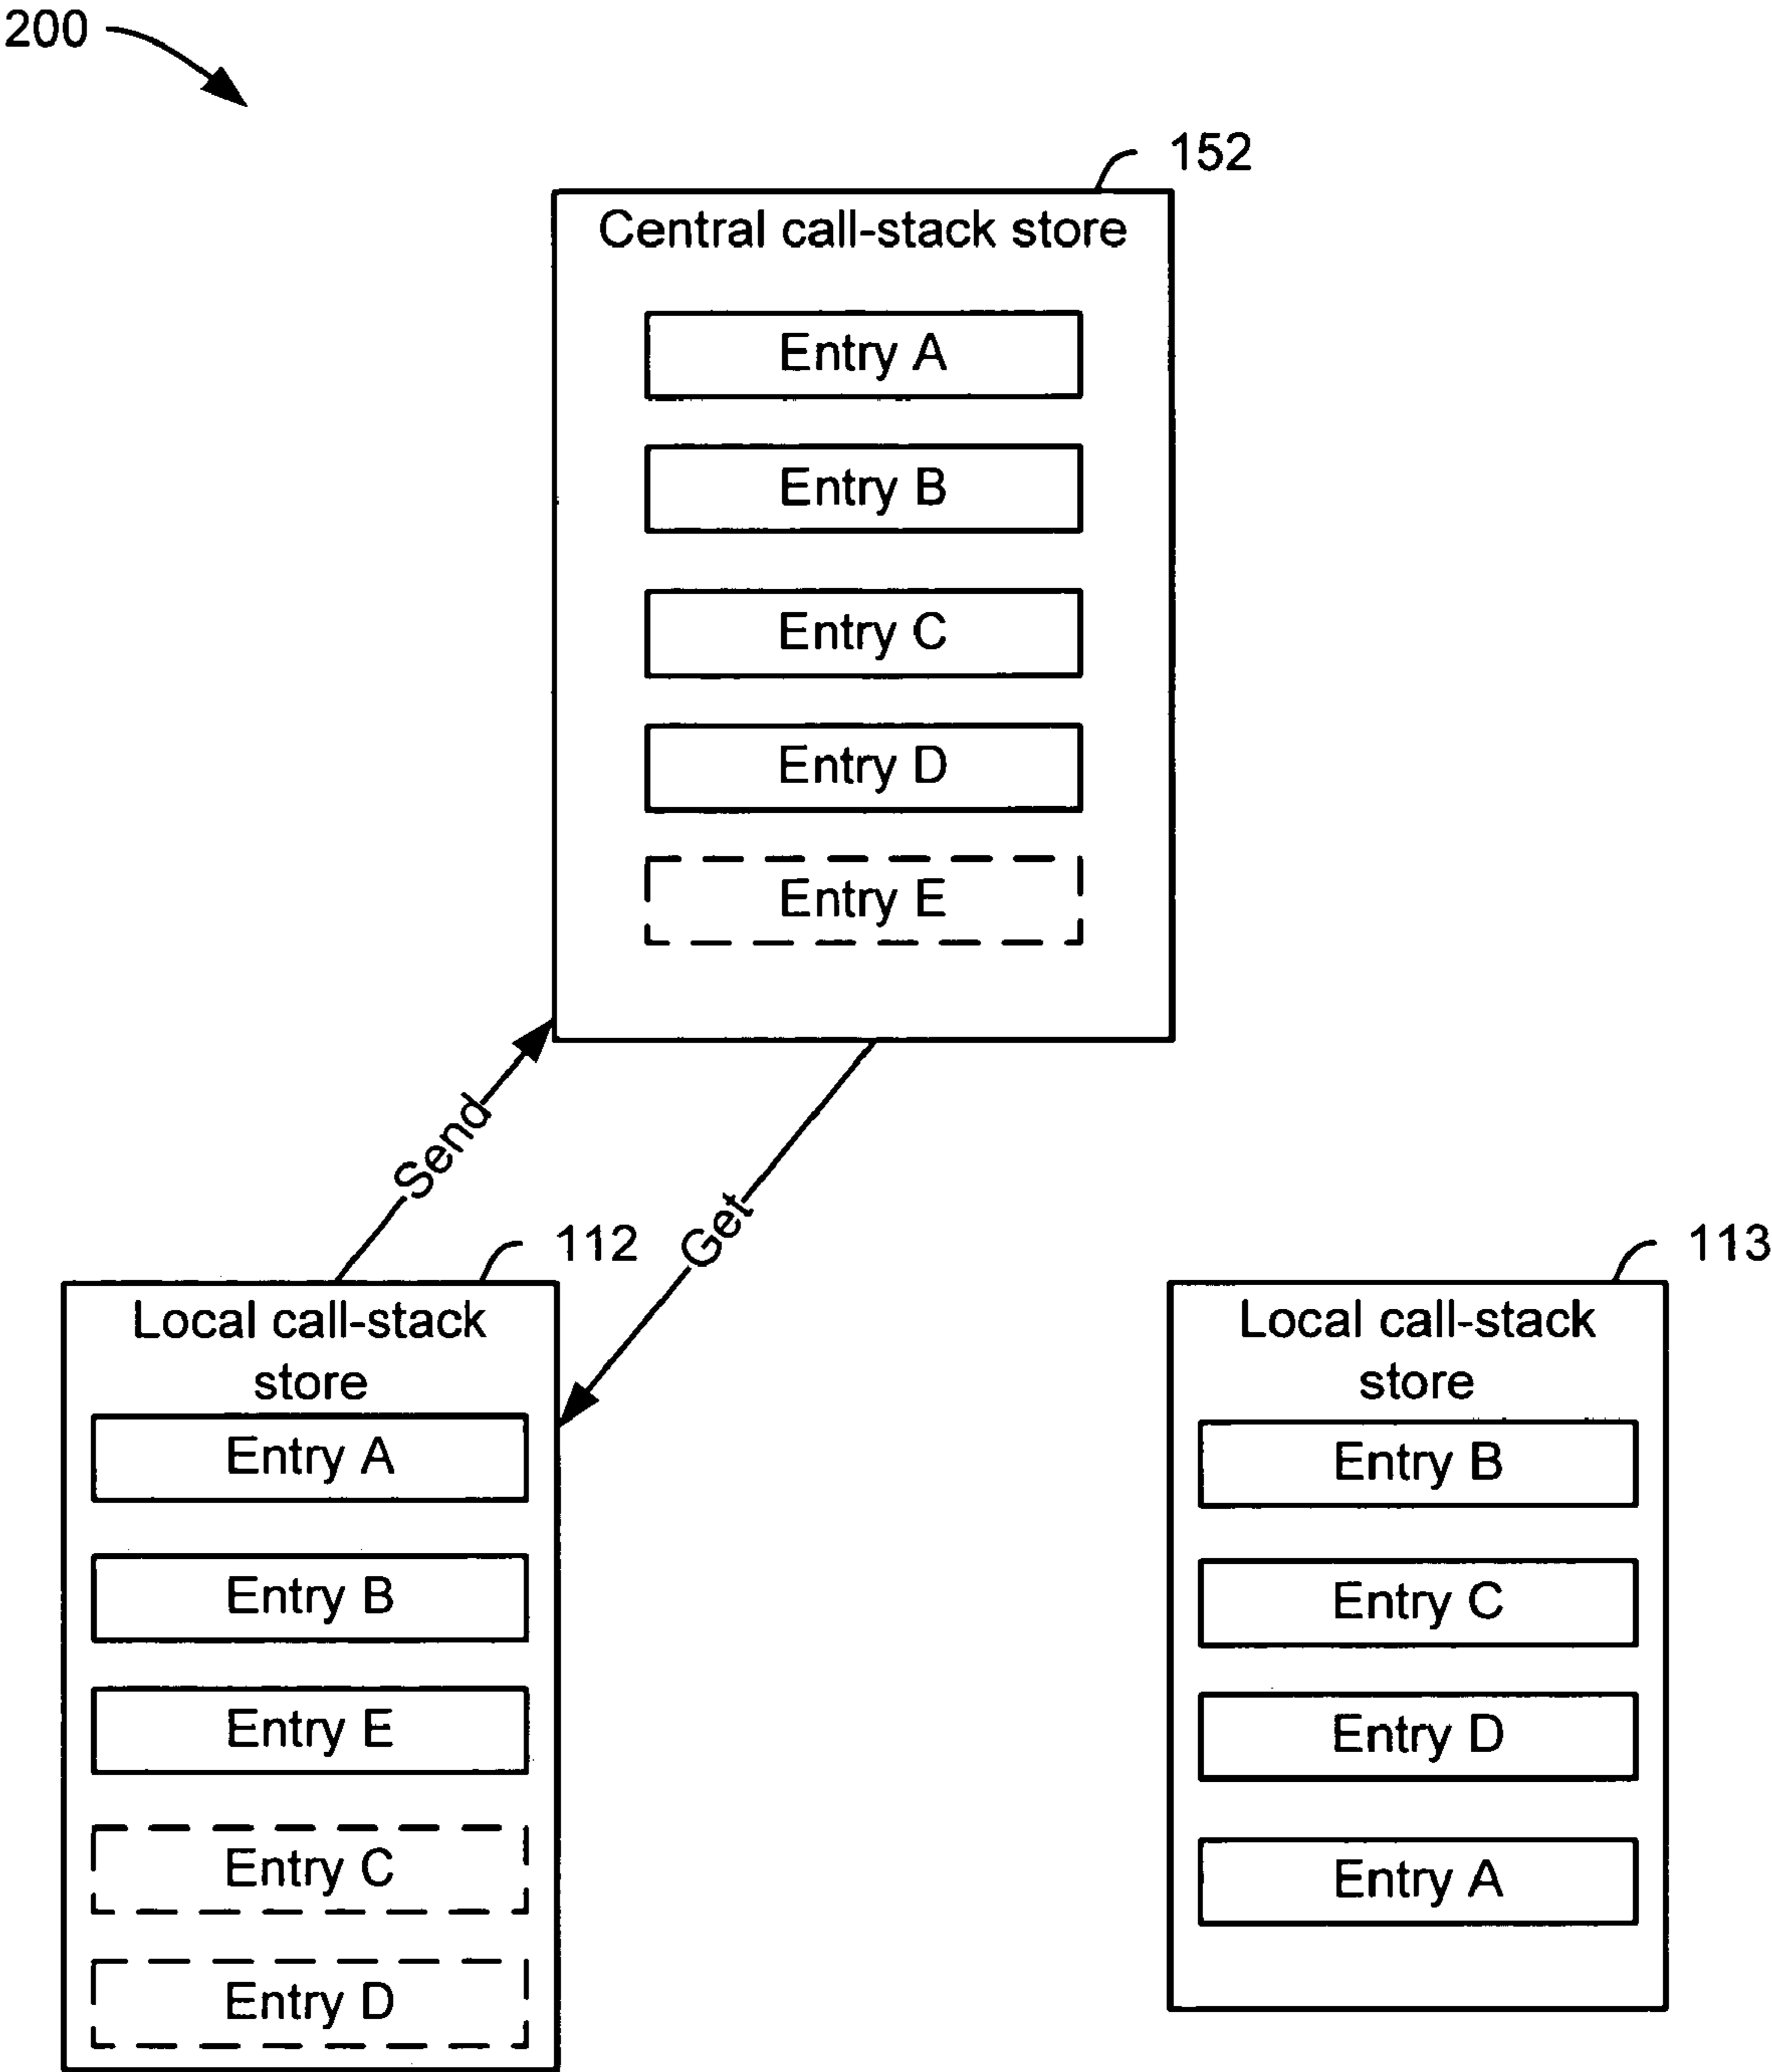 200
152
Central call-stack store
Entry A
Entry B
Entry C
Entry D
Entry E
Send
Get
112
Local call-stack
store
Entry A
Entry B
Entry E
Entry C
Entry D
113
Local call-stack
store
Entry B
Entry C
Entry D
Entry A